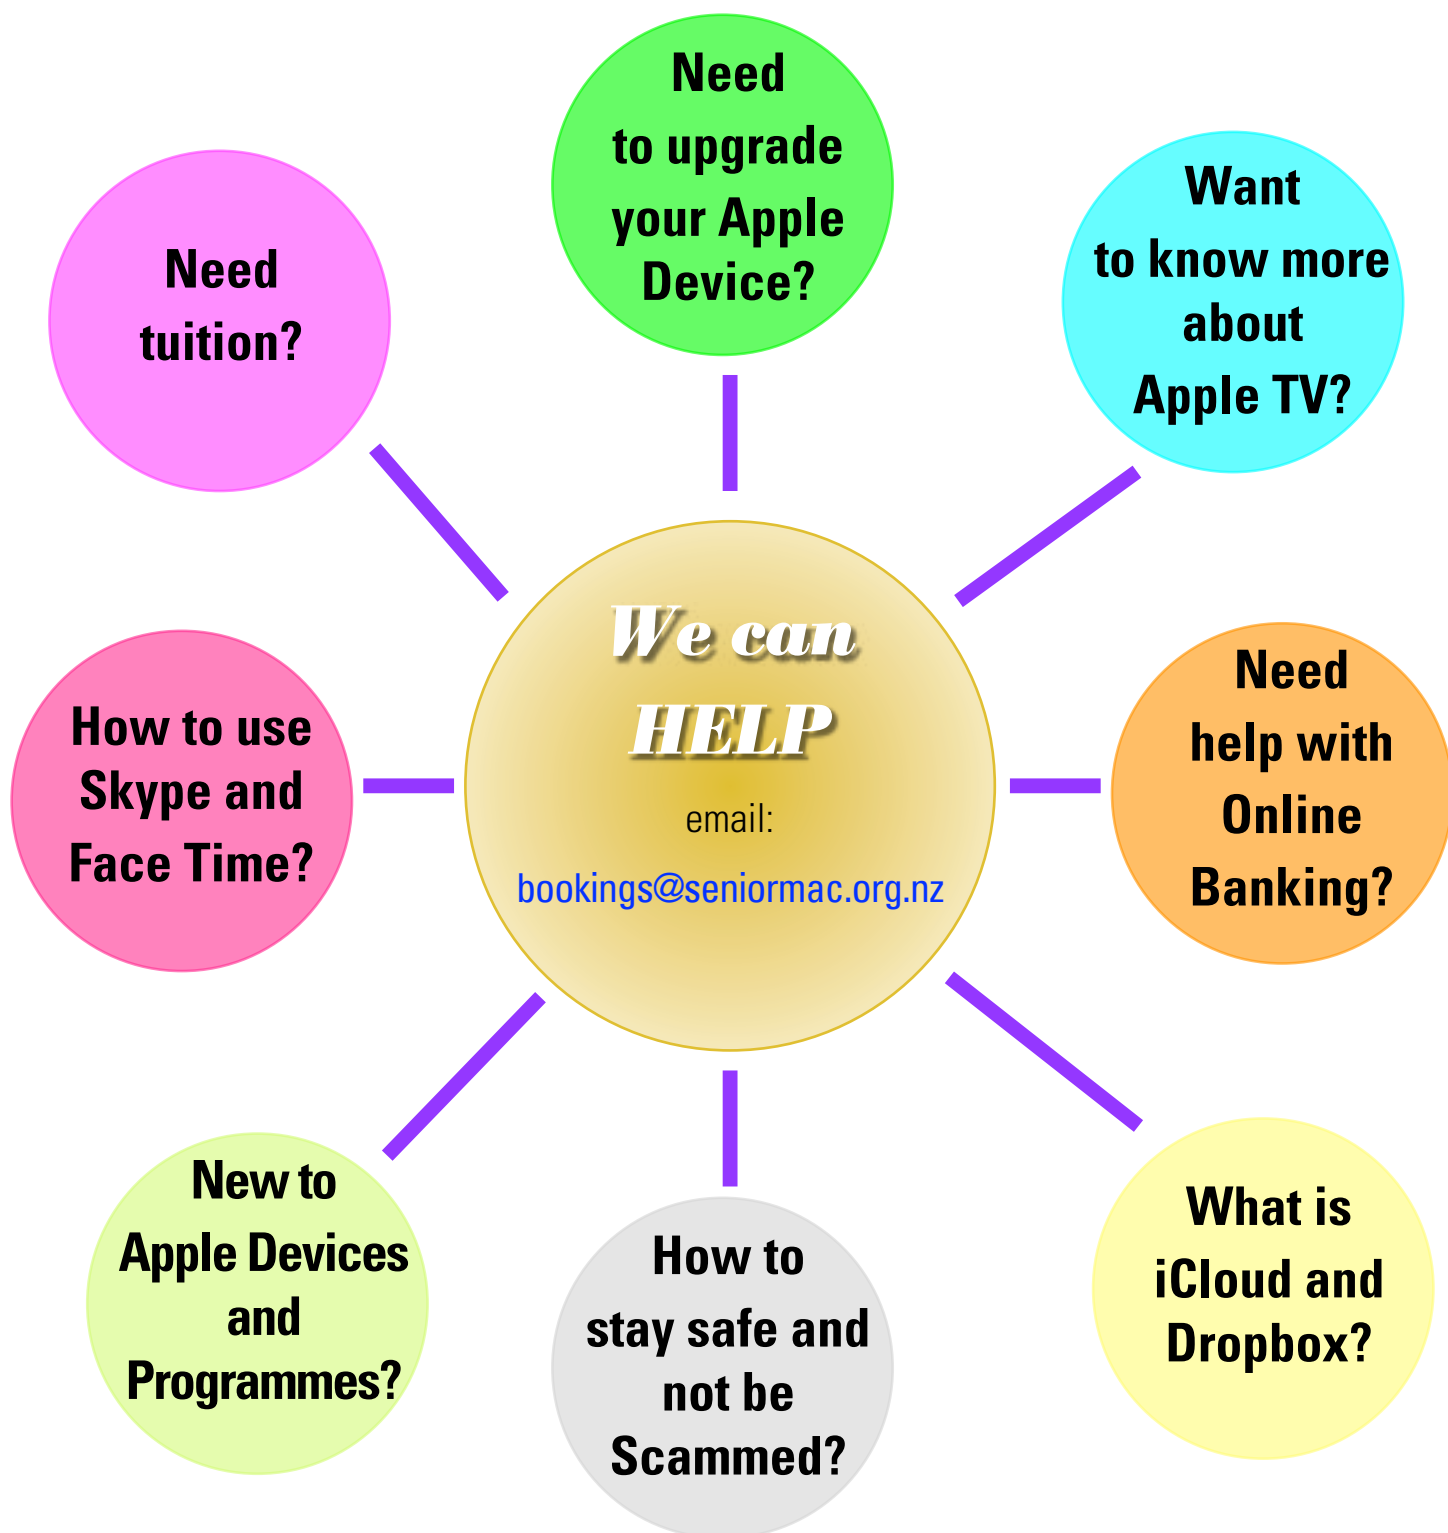 Need
to upgrade
your Apple
Device?
Want
to know more
about
Apple TV?
Need
tuition?
We can
HELP
email:
bookings@seniormac.org.nz
Need
help with
Online
Banking?
How to use
Skype and
Face Time?
New to
Apple Devices
and
Programmes?
How to
stay safe and
not be
Scammed?
What is
iCloud and
Dropbox?